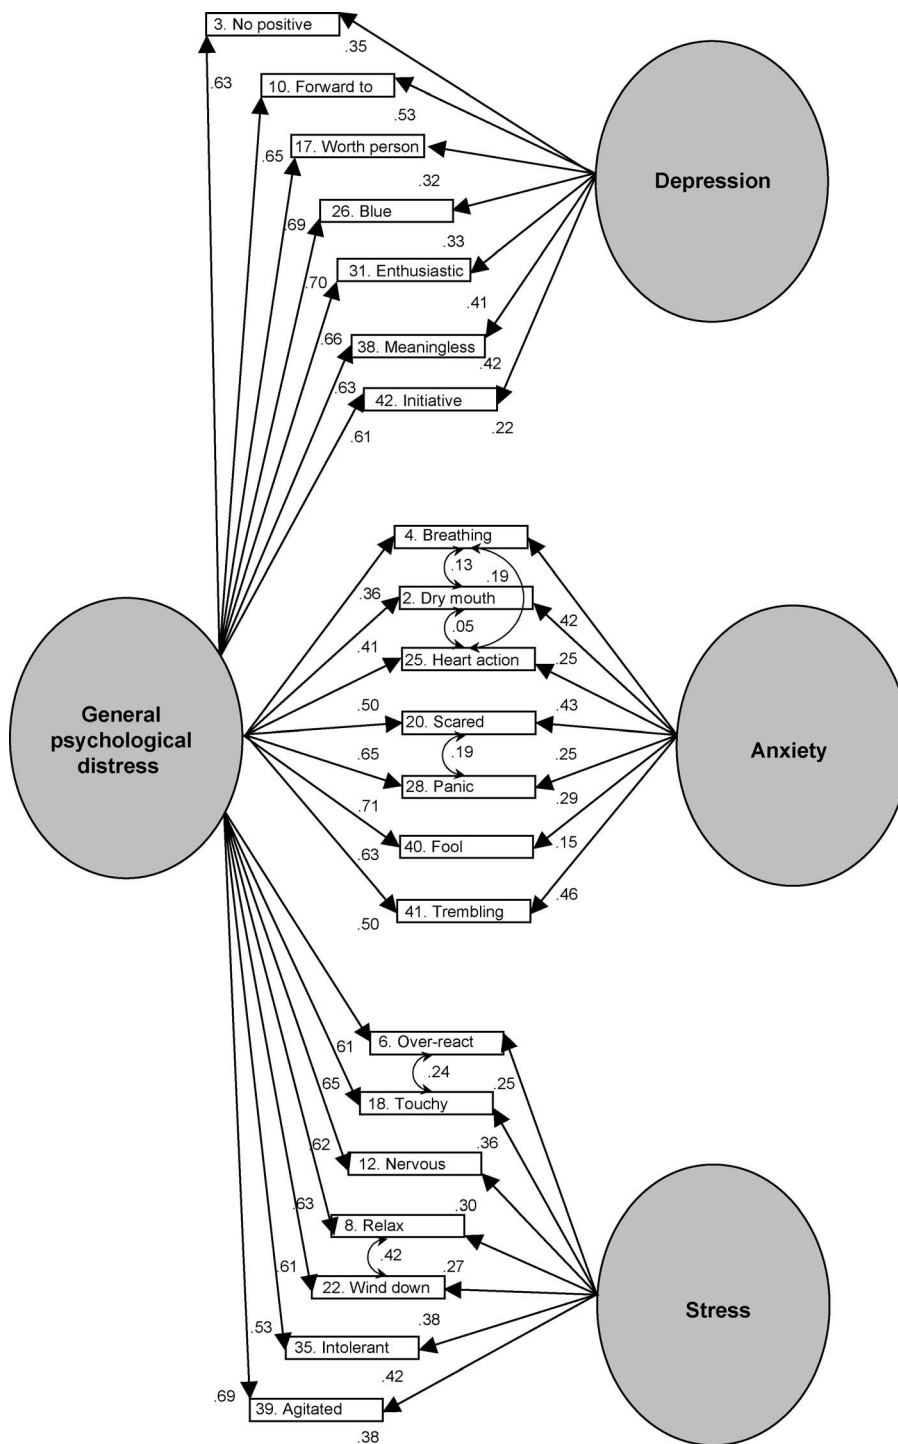 3. No positive
.35
.63
10. Forward to
.53
.65
17. Worth person
.32
.69
26. Blue
.33
.70
31. Enthusiastic
.41
.66
38. Meaningless
.42
.63
42. Initiative
.22
.61
Depression
4. Breathing
.13
.19
.36
2. Dry mouth
.42
.05
.41
25. Heart action
.25
.50
20. Scared
.43
.19
.65
28. Panic
.25
.29
.71
40. Fool
.15
.63
41. Trembling
.46
.50
General
psychological
distress
Anxiety
6. Over-react
61
.24
.25
18. Touchy
65
.36
12. Nervous
.62
.30
8. Relax
.63
.42
.27
22. Wind down
.61
.38
35. Intolerant
.53
.42
39. Agitated
.69
.38
Stress